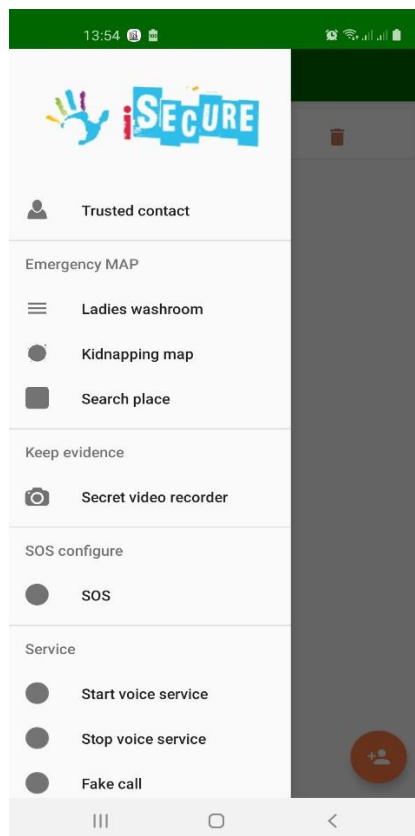 13:54
iSECURE
Trusted contact
Emergency MAP
Ladies washroom
Kidnapping map
Search place
Keep evidence
Secret video recorder
SOS configure
SOS
Service
Start voice service
Stop voice service
Fake call